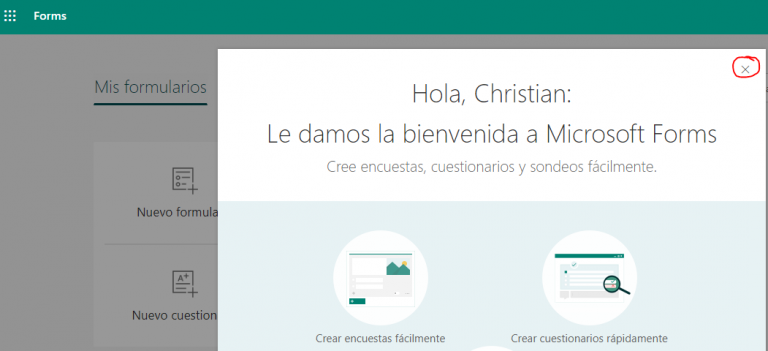 Forms
Mis formularios
Hola, Christian:
Le damos la bienvenida a Microsoft Forms
Cree encuestas, cuestionarios y sondeos fácilmente.
Nuevo formula
Nuevo cuestion
Crear encuestas fácilmente
Crear cuestionarios rápidamente